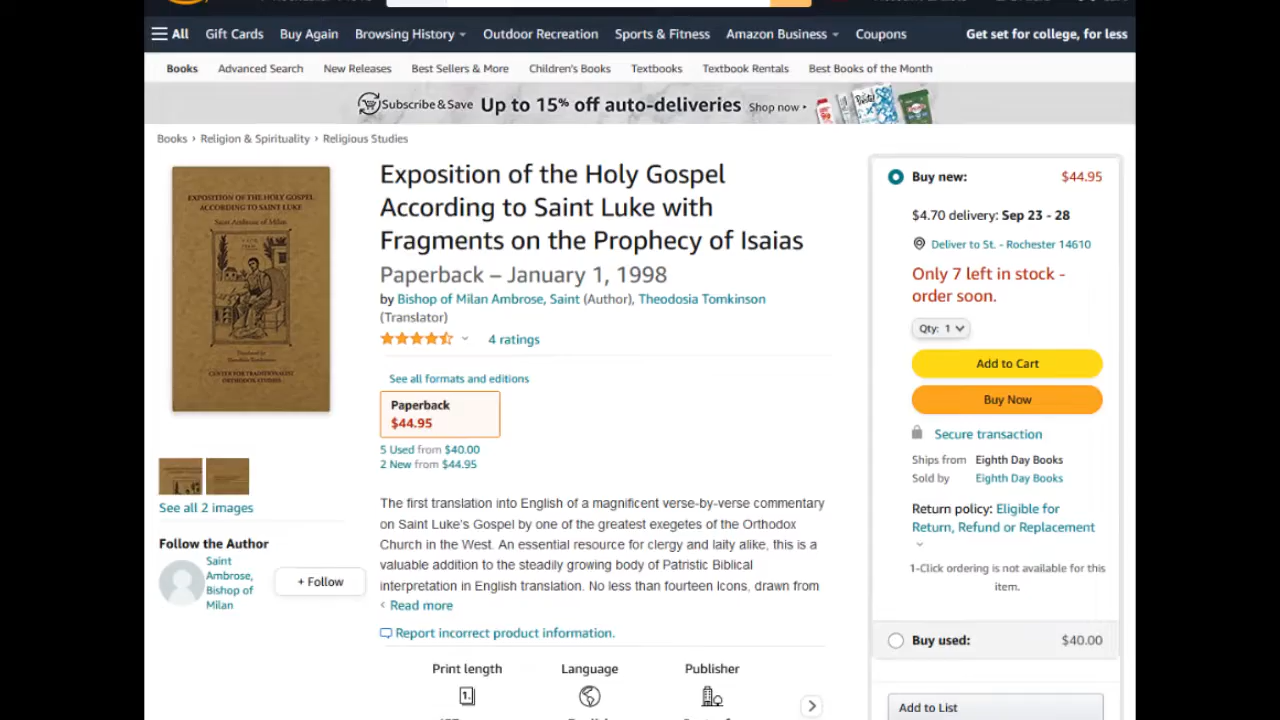 All Gift Cards Buy Again Browsing History Outdoor Recreation Sports & Fitness Amazon Business Coupons Get set for college, for less
Books Advanced Search New Releases Best Sellers & More Children's Books Textbooks Textbook Rentals Best Books of the Month
Subscribe & Save Up to 15% off auto-deliveries Shop now
Books › Religion & Spirituality › Religious Studies
EXPOSITION OF THE HOLY GOSPEL
ACCORDING TO SAINT LUKE
Saint Ambrose of Milan
Translated by
Theodosia Tomkinson
CENTER FOR TRADITIONALIST
ORTHODOX STUDIES
See all 2 images
Follow the Author
Saint
Ambrose,
Bishop of
Milan
+ Follow
Exposition of the Holy Gospel
According to Saint Luke with
Fragments on the Prophecy of Isaias
Paperback – January 1, 1998
by Bishop of Milan Ambrose, Saint (Author), Theodosia Tomkinson
(Translator)
4 ratings
See all formats and editions
Paperback
$44.95
5 Used from $40.00
2 New from $44.95
The first translation into English of a magnificent verse-by-verse commentary
on Saint Luke's Gospel by one of the greatest exegetes of the Orthodox
Church in the West. An essential resource for clergy and laity alike, this is a
valuable addition to the steadily growing body of Patristic Biblical
interpretation in English translation. No less than fourteen Icons, drawn from
‹ Read more
Report incorrect product information.
Print length Language Publisher
Buy new: $44.95
$4.70 delivery: Sep 23 - 28
Deliver to St. - Rochester 14610
Only 7 left in stock -
order soon.
Qty: 1
Add to Cart
Buy Now
Secure transaction
Ships from Eighth Day Books
Sold by Eighth Day Books
Return policy: Eligible for
Return, Refund or Replacement
1-Click ordering is not available for this
item.
Buy used: $40.00
Add to List